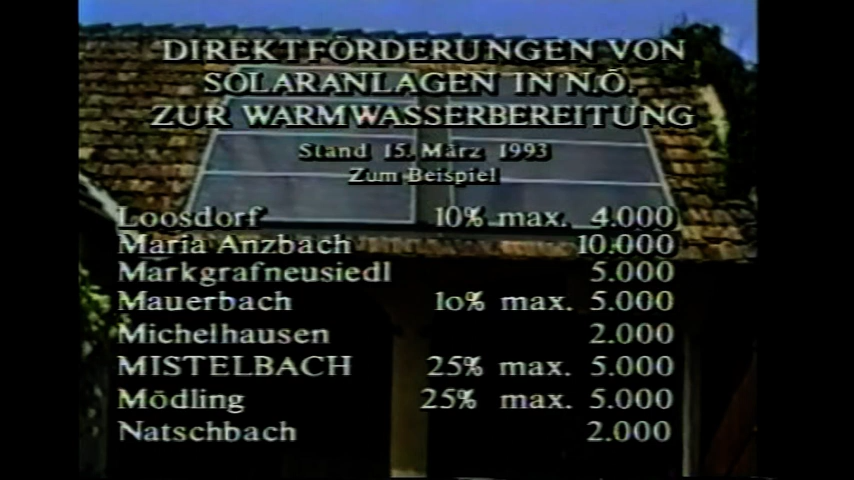 DIREKTFÖRDERUNGEN VON
SOLARANLAGEN IN N.Ö.
ZUR WARMWASSERBEREITUNG
Stand 15. März 1993
Zum Beispiel
Loosdorf 10% max. 4.000
Maria Anzbach 10.000
Markgrafneusiedl 5.000
Mauerbach 1o% max. 5.000
Michelhausen 2.000
MISTELBACH 25% max. 5.000
Mödling 25% max. 5.000
Natschbach 2.000